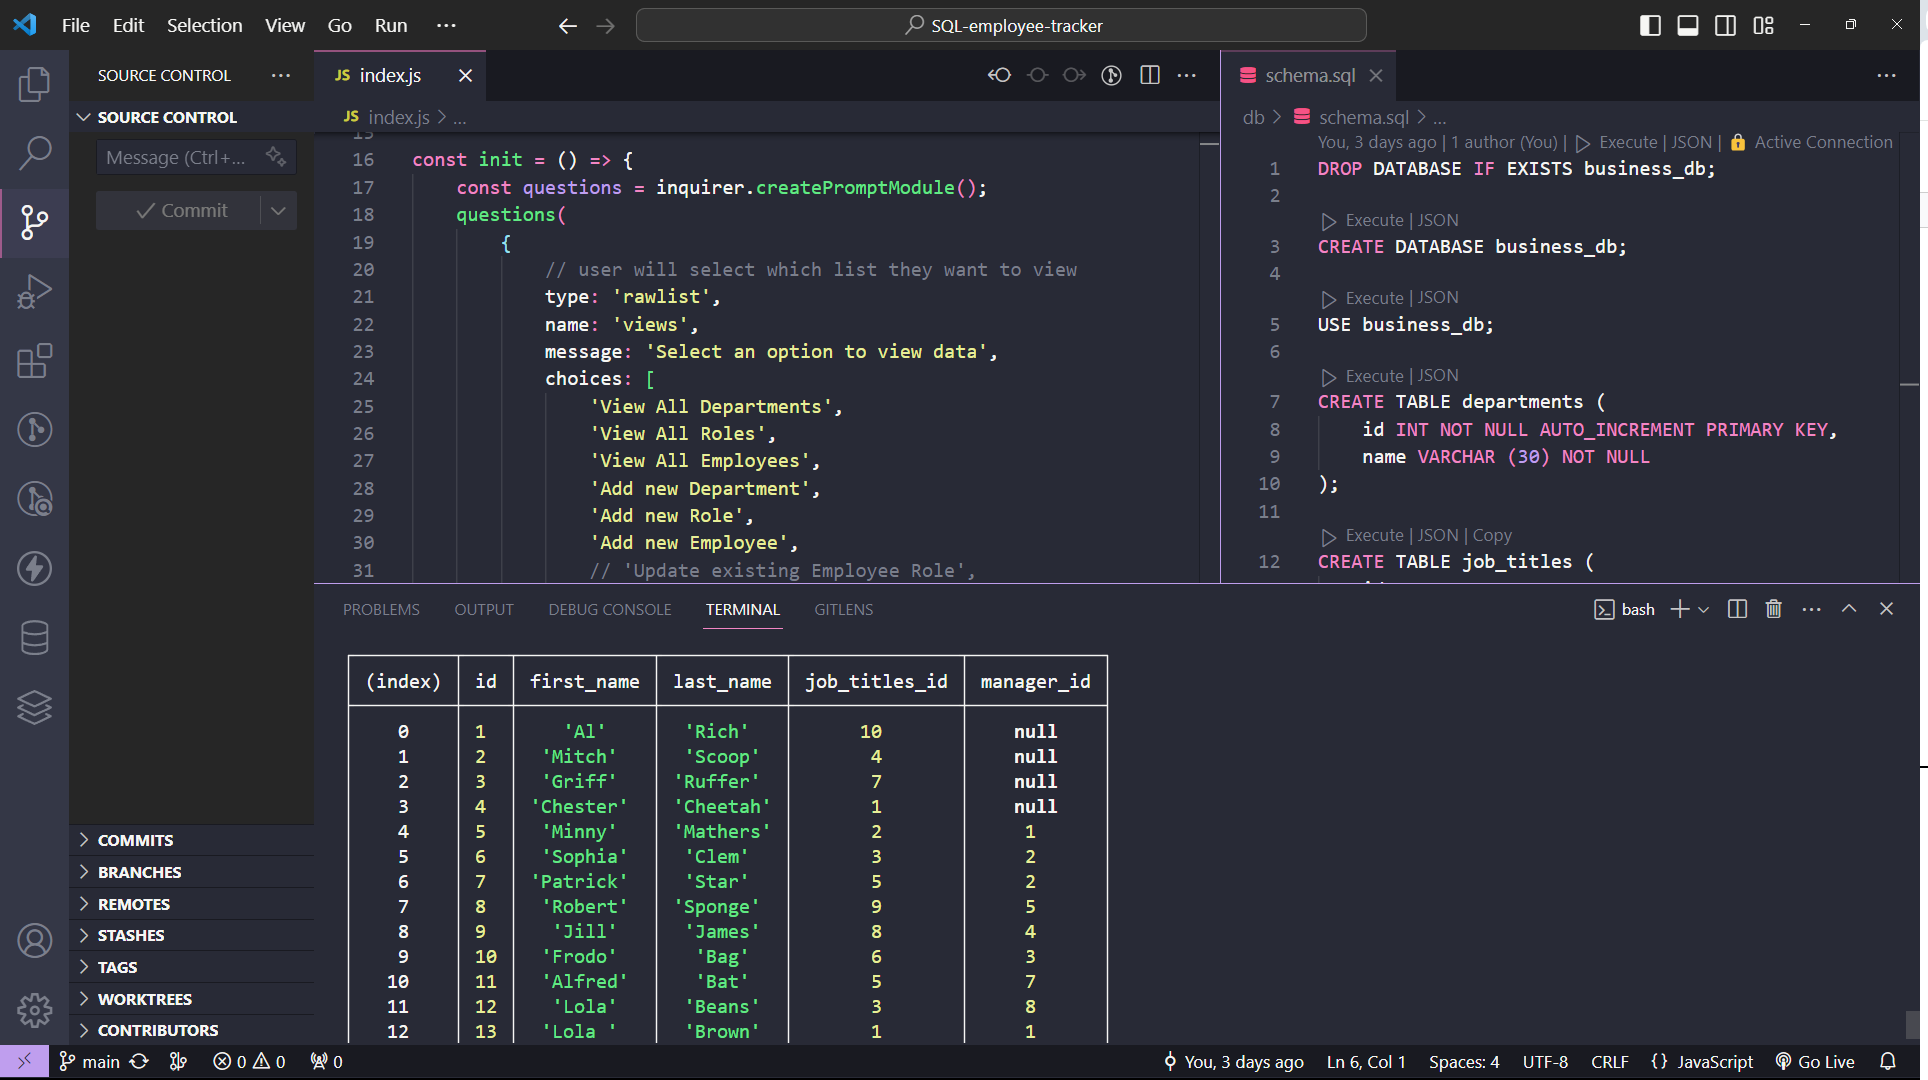 File Edit Selection View Go Run ···
SQL-employee-tracker
SOURCE CONTROL ···
SOURCE CONTROL
Message (Ctrl+...
Commit
COMMITS
BRANCHES
REMOTES
STASHES
TAGS
WORKTREES
CONTRIBUTORS
JS index.js
JS index.js > ...
15
16 const init = () => {
17 const questions = inquirer.createPromptModule();
18 questions(
19 {
20 // user will select which list they want to view
21 type: 'rawlist',
22 name: 'views',
23 message: 'Select an option to view data',
24 choices: [
25 'View All Departments',
26 'View All Roles',
27 'View All Employees',
28 'Add new Department',
29 'Add new Role',
30 'Add new Employee',
31 // 'Update existing Employee Role',
schema.sql
db > schema.sql > ...
You, 3 days ago | 1 author (You) | Execute | JSON | Active Connection
1 DROP DATABASE IF EXISTS business_db;
2
Execute | JSON
3 CREATE DATABASE business_db;
4
Execute | JSON
5 USE business_db;
6
Execute | JSON
7 CREATE TABLE departments (
8 id INT NOT NULL AUTO_INCREMENT PRIMARY KEY,
9 name VARCHAR (30) NOT NULL
10 );
11
Execute | JSON | Copy
12 CREATE TABLE job_titles (
PROBLEMS OUTPUT DEBUG CONSOLE TERMINAL GITLENS
bash
(index) id first_name last_name job_titles_id manager_id
0 1 'Al' 'Rich' 10 null
1 2 'Mitch' 'Scoop' 4 null
2 3 'Griff' 'Ruffer' 7 null
3 4 'Chester' 'Cheetah' 1 null
4 5 'Minny' 'Mathers' 2 1
5 6 'Sophia' 'Clem' 3 2
6 7 'Patrick' 'Star' 5 2
7 8 'Robert' 'Sponge' 9 5
8 9 'Jill' 'James' 8 4
9 10 'Frodo' 'Bag' 6 3
10 11 'Alfred' 'Bat' 5 7
11 12 'Lola' 'Beans' 3 8
12 13 'Lola ' 'Brown' 1 1
main 0 0 0
You, 3 days ago Ln 6, Col 1 Spaces: 4 UTF-8 CRLF {} JavaScript Go Live